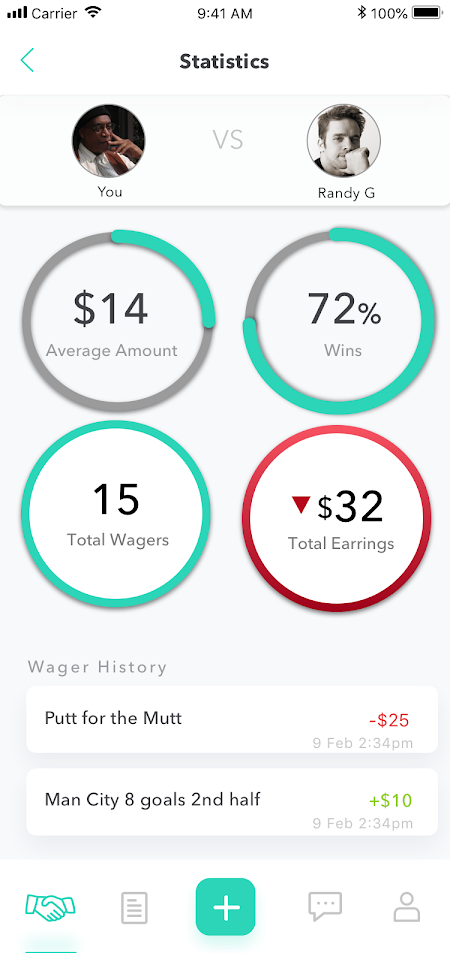 Carrier 9:41 AM 100%
Statistics
VS
You
Randy G
$14
Average Amount
72%
Wins
15
Total Wagers
$32
Total Earrings
Wager History
Putt for the Mutt
-$25
9 Feb 2:34pm
Man City 8 goals 2nd half
+$10
9 Feb 2:34pm